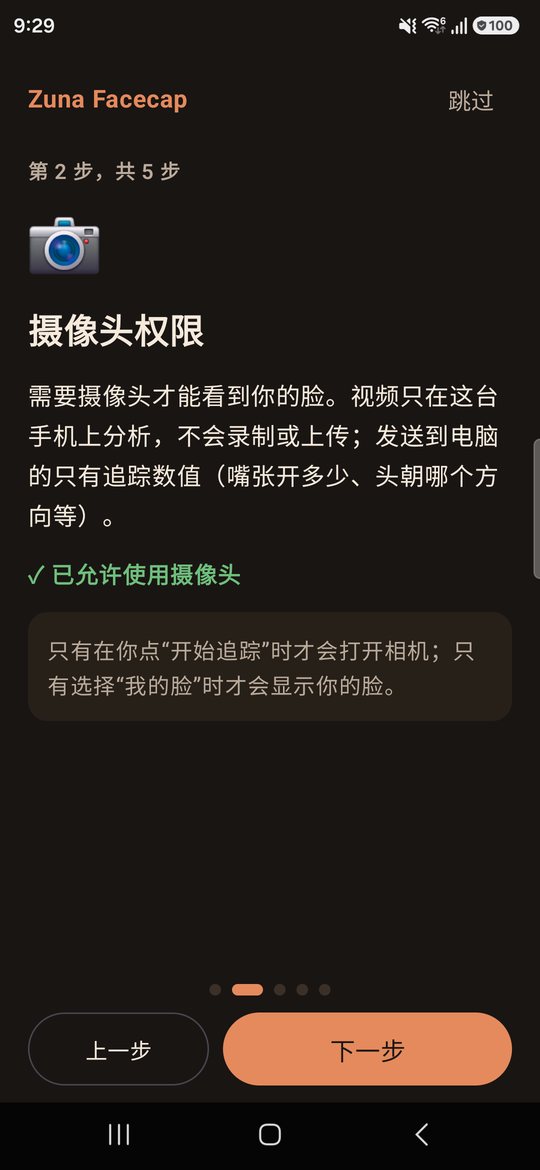 9:29
6
100
Zuna Facecap
跳过
第 2 步，共 5 步
摄像头权限
需要摄像头才能看到你的脸。视频只在这台
手机上分析，不会录制或上传；发送到电脑
的只有追踪数值（嘴张开多少、头朝哪个方
向等）。
✓ 已允许使用摄像头
只有在你点“开始追踪”时才会打开相机；只
有选择“我的脸”时才会显示你的脸。
上一步
下一步